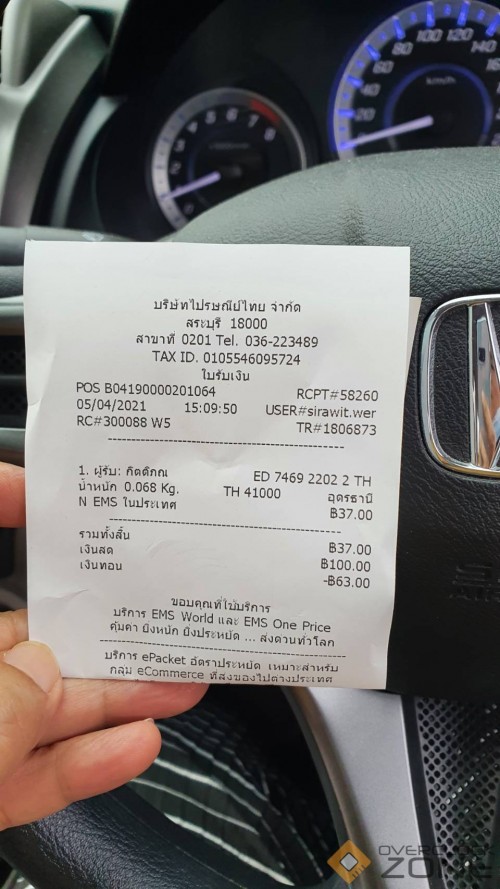 บริษัทไปรษณีย์ไทย จำกัด
สระบุรี 18000
สาขาที่ 0201 Tel. 036-223489
TAX ID. 0105546095724
ใบรับเงิน
POS B04190000201064 RCPT#58260
05/04/2021 15:09:50 USER#sirawit.wer
RC#300088 W5 TR#1806873
1. ผู้รับ: กิตติกณ ED 7469 2202 2 TH
น้ำหนัก 0.068 Kg. TH 41000 อุดรธานี
N EMS ในประเทศ ฿37.00
รวมทั้งสิ้น ฿37.00
เงินสด ฿100.00
เงินทอน -฿63.00
ขอบคุณที่ใช้บริการ
บริการ EMS World และ EMS One Price
คุ้มค่า ยิ่งหนัก ยิ่งประหยัด ... ส่งด่วนทั่วโลก
บริการ ePacket อัตราประหยัด เหมาะสำหรับ
กลุ่ม eCommerce ที่ส่งของไปต่างประเทศ
OVERCLOCK
ZONE